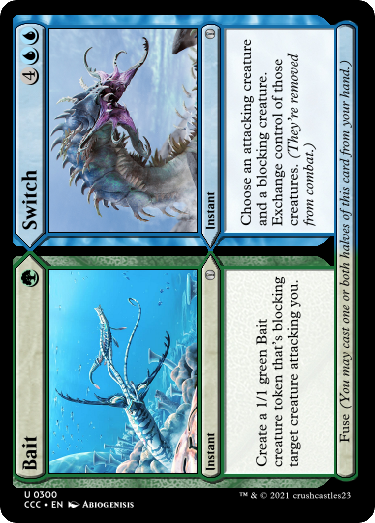 Bait
Instant
Create a 1/1 green Bait
creature token that's blocking
target creature attacking you.
Switch
4
Instant
Choose an attacking creature
and a blocking creature.
Exchange control of those
creatures. (They're removed
from combat.)
Fuse (You may cast one or both halves of this card from your hand.)
U 0300
CCC • EN Abiogenisis
™ & © 2021 crushcastles23